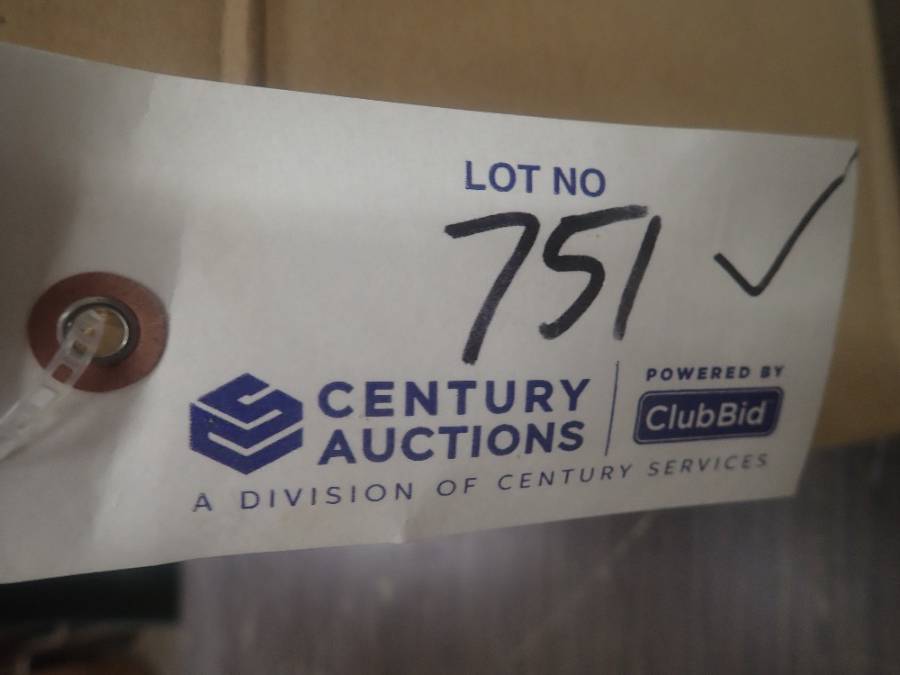 LOT NO
751 ✓
CENTURY
AUCTIONS
A DIVISION OF CENTURY SERVICES
POWERED BY
ClubBid